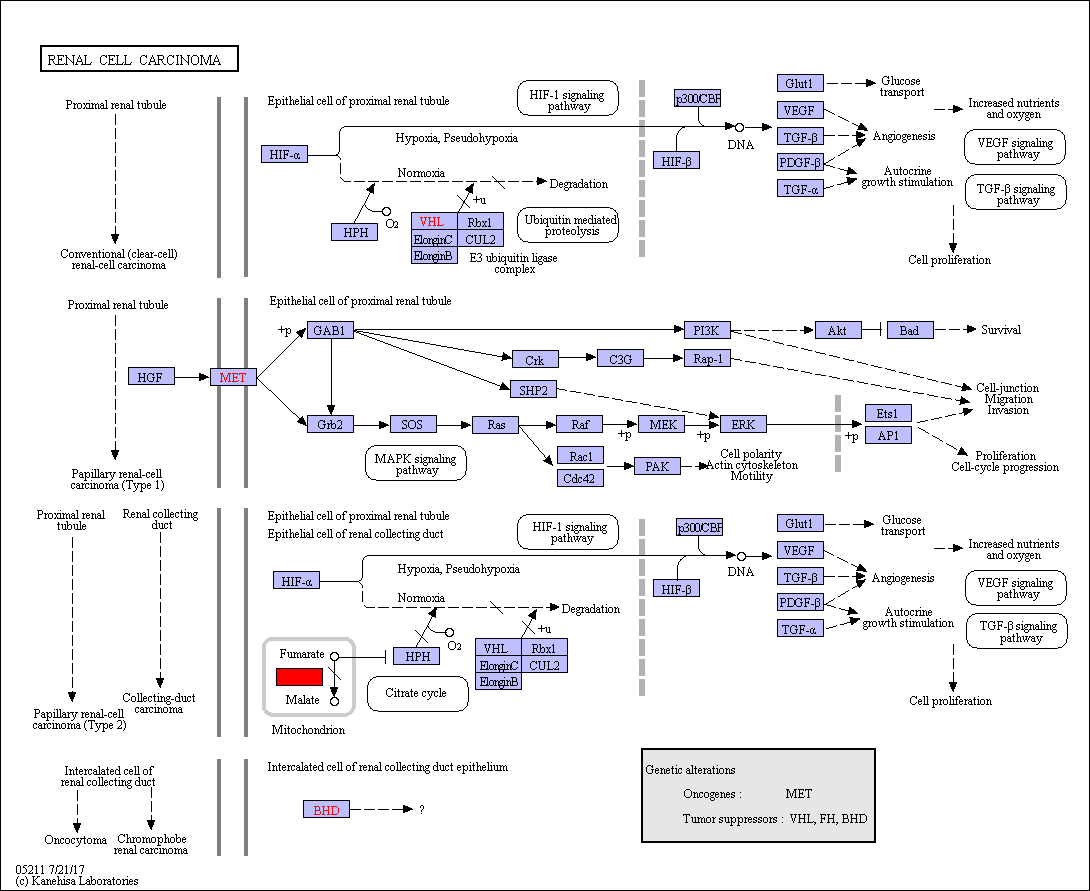 RENAL CELL CARCINOMA
Proximal renal tubule
Conventional (clear-cell)
renal-cell carcinoma
Epithelial cell of proximal renal tubule
HIF-1 signaling
pathway
HIF-α
Hypoxia, Pseudohypoxia
Normoxia
Degradation
HPH
O2
+u
VHL
Rbx1
ElonginC
CUL2
ElonginB
E3 ubiquitin ligase
complex
Ubiquitin mediated
proteolysis
p300/CBP
HIF-β
DNA
Glut1
VEGF
TGF-β
PDGF-β
TGF-α
Glucose
transport
Angiogenesis
Autocrine
growth stimulation
Increased nutrients
and oxygen
VEGF signaling
pathway
TGF-β signaling
pathway
Cell proliferation
Proximal renal tubule
Papillary renal-cell
carcinoma (Type 1)
Epithelial cell of proximal renal tubule
HGF
MET
+p
GAB1
PI3K
Akt
Bad
Survival
Crk
C3G
Rap-1
SHP2
Cell-junction
Migration
Invasion
Grb2
SOS
Ras
Raf
+p
MEK
+p
ERK
+p
Ets1
AP1
MAPK signaling
pathway
Rac1
Cdc42
PAK
Cell polarity
Actin cytoskeleton
Motility
Proliferation
Cell-cycle progression
Proximal renal
tubule
Renal collecting
duct
Papillary renal-cell
carcinoma (Type 2)
Collecting-duct
carcinoma
Epithelial cell of proximal renal tubule
Epithelial cell of renal collecting duct
HIF-1 signaling
pathway
HIF-α
Hypoxia, Pseudohypoxia
Normoxia
Degradation
HPH
O2
+u
VHL
Rbx1
ElonginC
CUL2
ElonginB
Fumarate
Malate
Mitochondrion
Citrate cycle
p300/CBP
HIF-β
DNA
Glut1
VEGF
TGF-β
PDGF-β
TGF-α
Glucose
transport
Angiogenesis
Autocrine
growth stimulation
Increased nutrients
and oxygen
VEGF signaling
pathway
TGF-β signaling
pathway
Cell proliferation
Intercalated cell of
renal collecting duct
Oncocytoma
Chromophobe
renal carcinoma
Intercalated cell of renal collecting duct epithelium
BHD
?
Genetic alterations
Oncogenes : MET
Tumor suppressors : VHL, FH, BHD
05211 7/21/17
(c) Kanehisa Laboratories